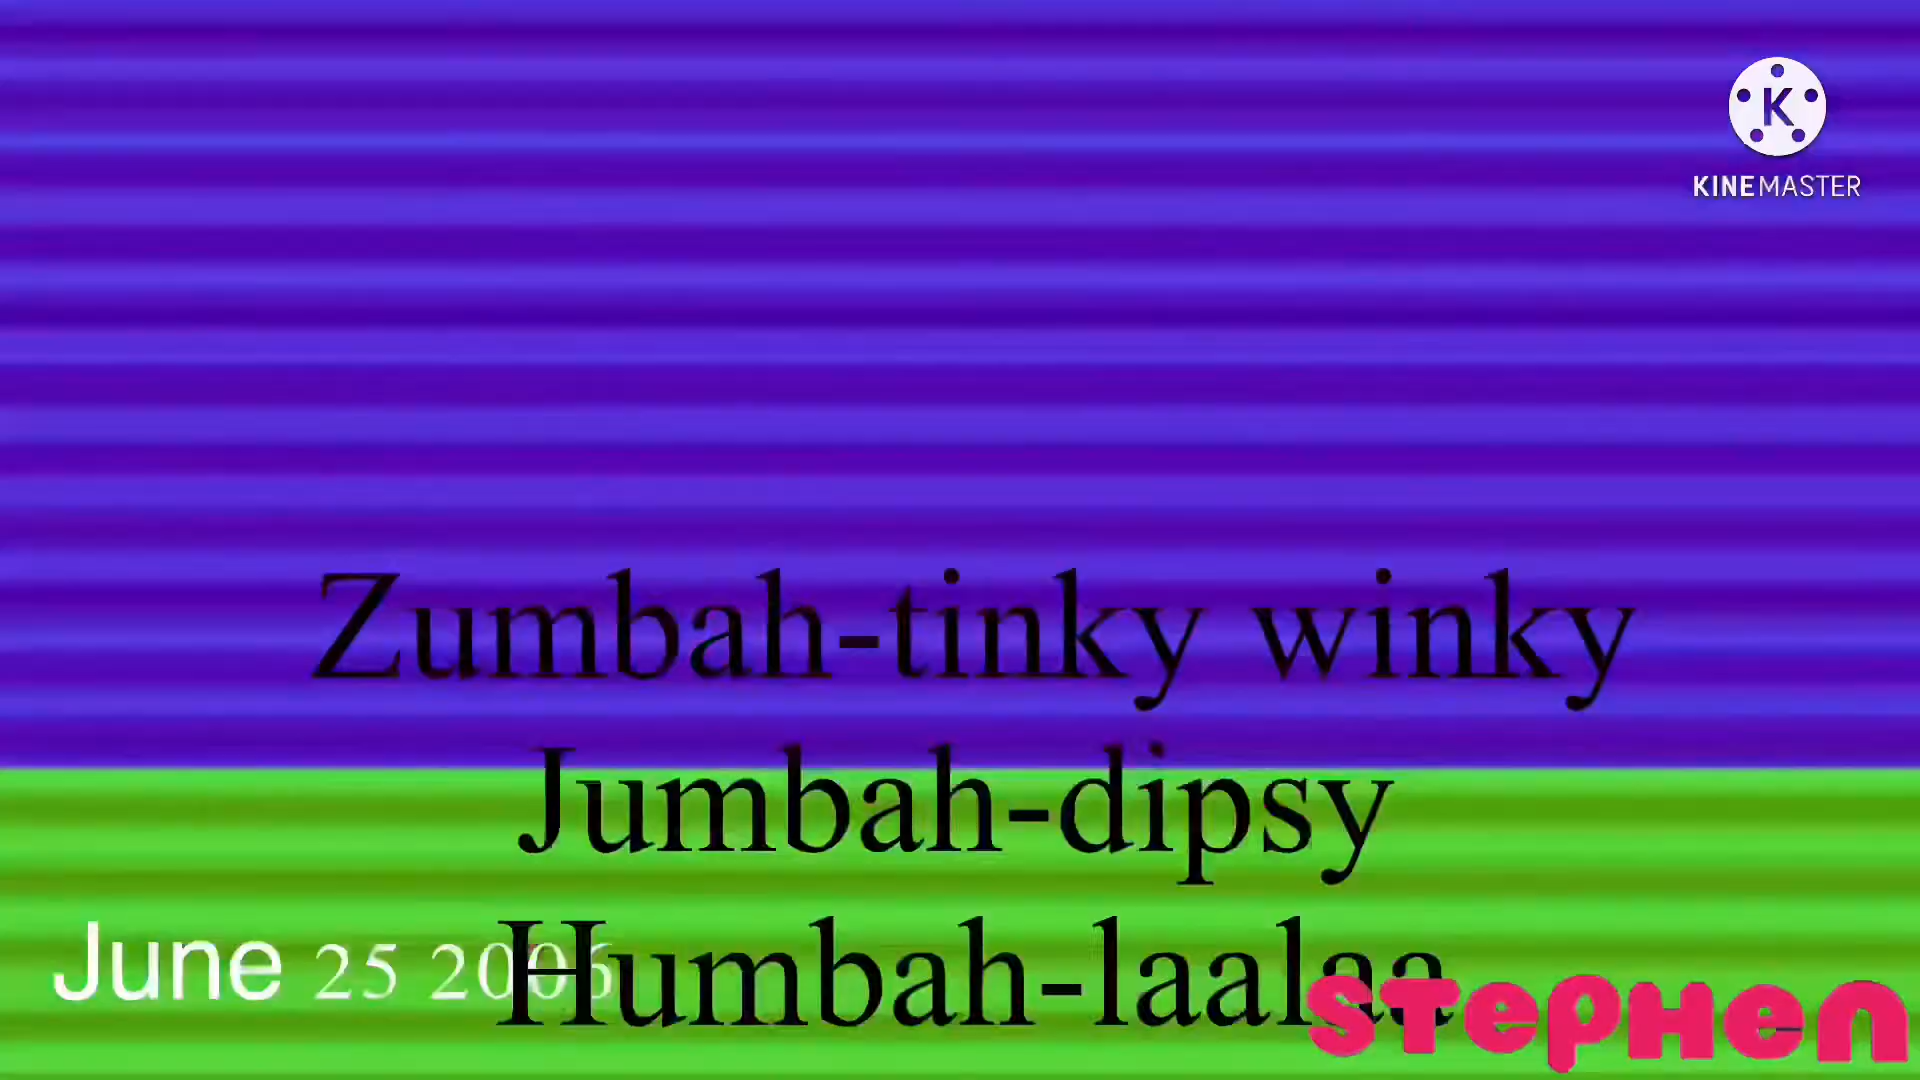 K
KINEMASTER
Zumbah-tinky winky
Jumbah-dipsy
Humbah-laalaa
June 25 2006
stepHen